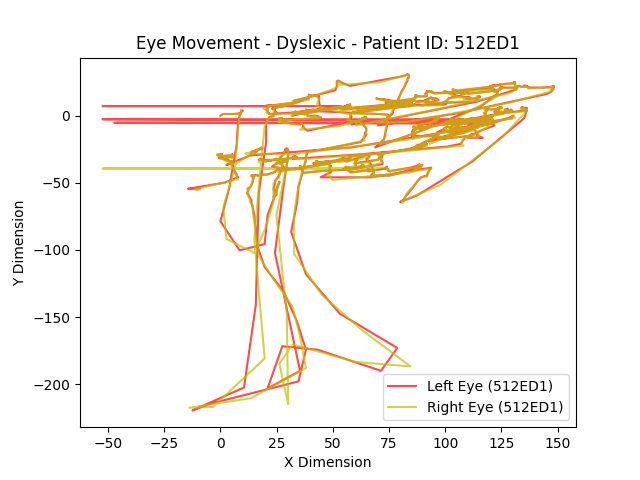 Eye Movement - Dyslexic - Patient ID: 512ED1
Y Dimension
0
−50
−100
−150
−200
−50
−25
0
25
50
75
100
125
150
X Dimension
Left Eye (512ED1)
Right Eye (512ED1)